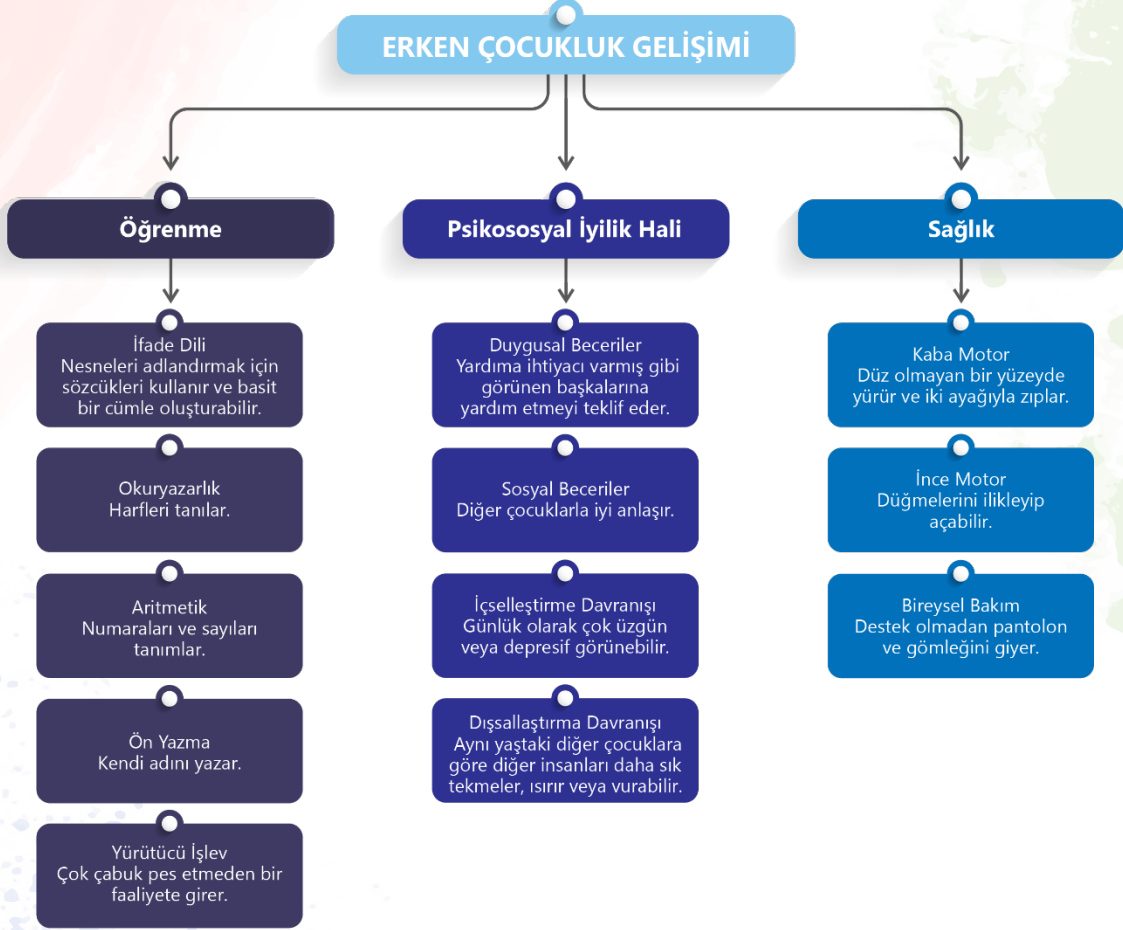 ERKEN ÇOCUKLUK GELİŞİMİ
Öğrenme
İfade Dili
Nesneleri adlandırmak için
sözcükleri kullanır ve basit
bir cümle oluşturabilir.
Okuryazarlık
Harfleri tanılar.
Aritmetik
Numaraları ve sayıları
tanımlar.
Ön Yazma
Kendi adını yazar.
Yürütücü İşlev
Çok çabuk pes etmeden bir
faaliyete girer.
Psikososyal İyilik Hali
Duygusal Beceriler
Yardıma ihtiyacı varmış gibi
görünen başkalarına
yardım etmeyi teklif eder.
Sosyal Beceriler
Diğer çocuklarla iyi anlaşır.
İçselleştirme Davranışı
Günlük olarak çok üzgün
veya depresif görünebilir.
Dışsallaştırma Davranışı
Aynı yaştaki diğer çocuklara
göre diğer insanları daha sık
tekmeler, ısırır veya vurabilir.
Sağlık
Kaba Motor
Düz olmayan bir yüzeyde
yürür ve iki ayağıyla zıplar.
İnce Motor
Düğmelerini ilikleyip
açabilir.
Bireysel Bakım
Destek olmadan pantolon
ve gömleğini giyer.